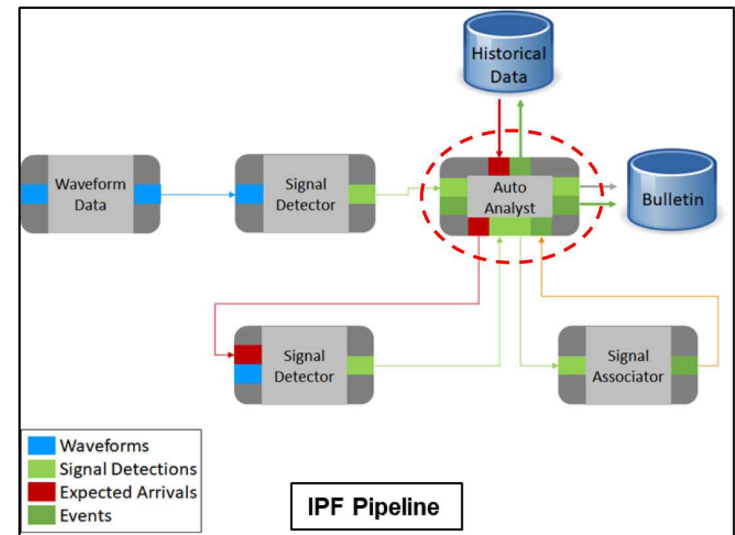 Historical
Data
Waveform
Data
Signal
Detector
Auto
Analyst
Bulletin
Signal
Detector
Signal
Associator
Waveforms
Signal Detections
Expected Arrivals
Events
IPF Pipeline